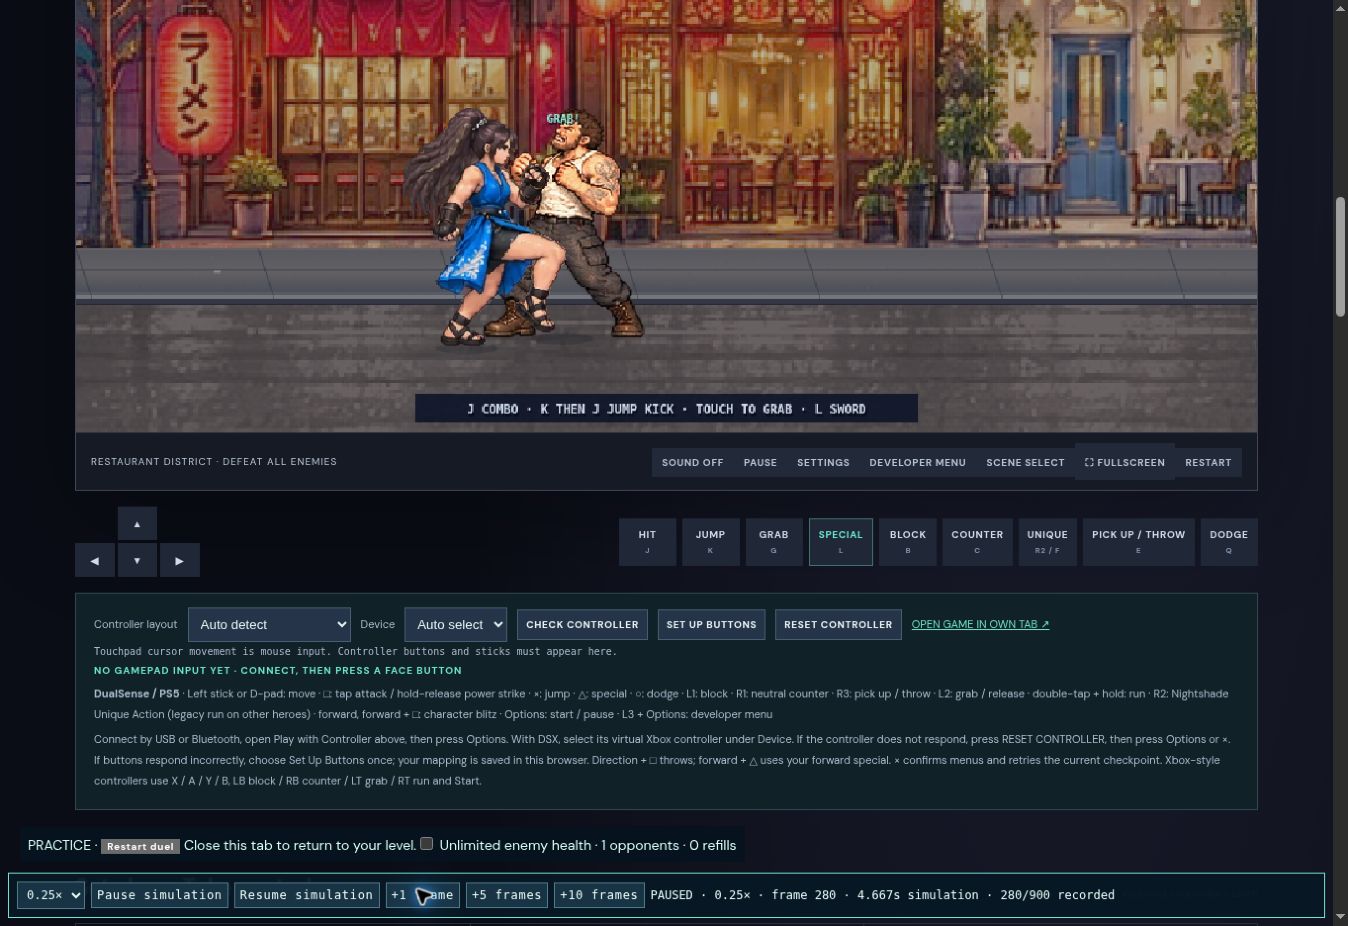 ラーメン
GRAB!
J COMBO · K THEN J JUMP KICK · TOUCH TO GRAB · L SWORD
RESTAURANT DISTRICT · DEFEAT ALL ENEMIES
SOUND OFF PAUSE SETTINGS DEVELOPER MENU SCENE SELECT ⛶ FULLSCREEN RESTART
▲
◀ ▼ ▶
HIT JUMP GRAB SPECIAL BLOCK COUNTER UNIQUE PICK UP / THROW DODGE
J K G L B C R2 / F E Q
Controller layout Auto detect Device Auto select CHECK CONTROLLER SET UP BUTTONS RESET CONTROLLER OPEN GAME IN OWN TAB ↗
Touchpad cursor movement is mouse input. Controller buttons and sticks must appear here.
NO GAMEPAD INPUT YET · CONNECT, THEN PRESS A FACE BUTTON
DualSense / PS5 · Left stick or D-pad: move · □: tap attack / hold-release power strike · ×: jump · △: special · ○: dodge · L1: block · R1: neutral counter · R3: pick up / throw · L2: grab / release · double-tap + hold: run · R2: Nightshade
Unique Action (legacy run on other heroes) · forward, forward + □: character blitz · Options: start / pause · L3 + Options: developer menu
Connect by USB or Bluetooth, open Play with Controller above, then press Options. With DSX, select its virtual Xbox controller under Device. If the controller does not respond, press RESET CONTROLLER, then press Options or ×.
If buttons respond incorrectly, choose Set Up Buttons once; your mapping is saved in this browser. Direction + □ throws; forward + △ uses your forward special. × confirms menus and retries the current checkpoint. Xbox-style
controllers use X / A / Y / B, LB block / RB counter / LT grab / RT run and Start.
PRACTICE · Restart duel Close this tab to return to your level. Unlimited enemy health · 1 opponents · 0 refills
0.25× Pause simulation Resume simulation +1 +5 frames +10 frames PAUSED · 0.25× · frame 280 · 4.667s simulation · 280/900 recorded